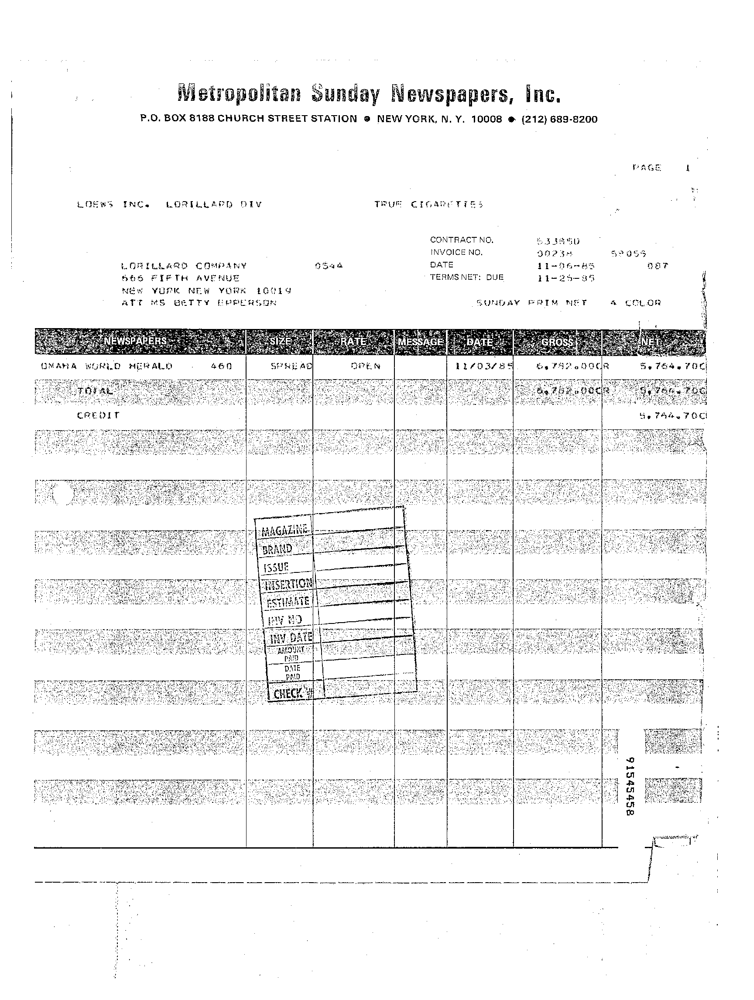 Metropolitan Sunday Newspapers, Inc.
P.O. BOX 8188 CHURCH STREET STATION ● NEW YORK, N. Y. 10008 ● (212) 689-8200
PAGE 1
LOEWS INC. LORILLARD DIV TRUE CIGARETTES
CONTRACT NO. 53385D
INVOICE NO. 00238 59055
LORILLARD COMPANY 0544 DATE 11-06-85 087
666 FIFTH AVENUE TERMS NET: DUE 11-25-85
NEW YORK NEW YORK 10019
ATT MS BETTY EPPERSON SUNDAY PRIM NET 4 COLOR
NEWSPAPERS SIZE RATE MESSAGE DATE GROSS NET
OMAHA WORLD HERALD 460 SPREAD OPEN 11/03/85 6,782.00CR 5,764.70C
TOTAL 6,782.00CR 5,764.70C
CREDIT 5,764.70C
MAGAZINE
BRAND
ISSUE
INSERTION
ESTIMATE
INV NO
INV DATE
AMOUNT PAID
DATE PAID
CHECK #
91545458